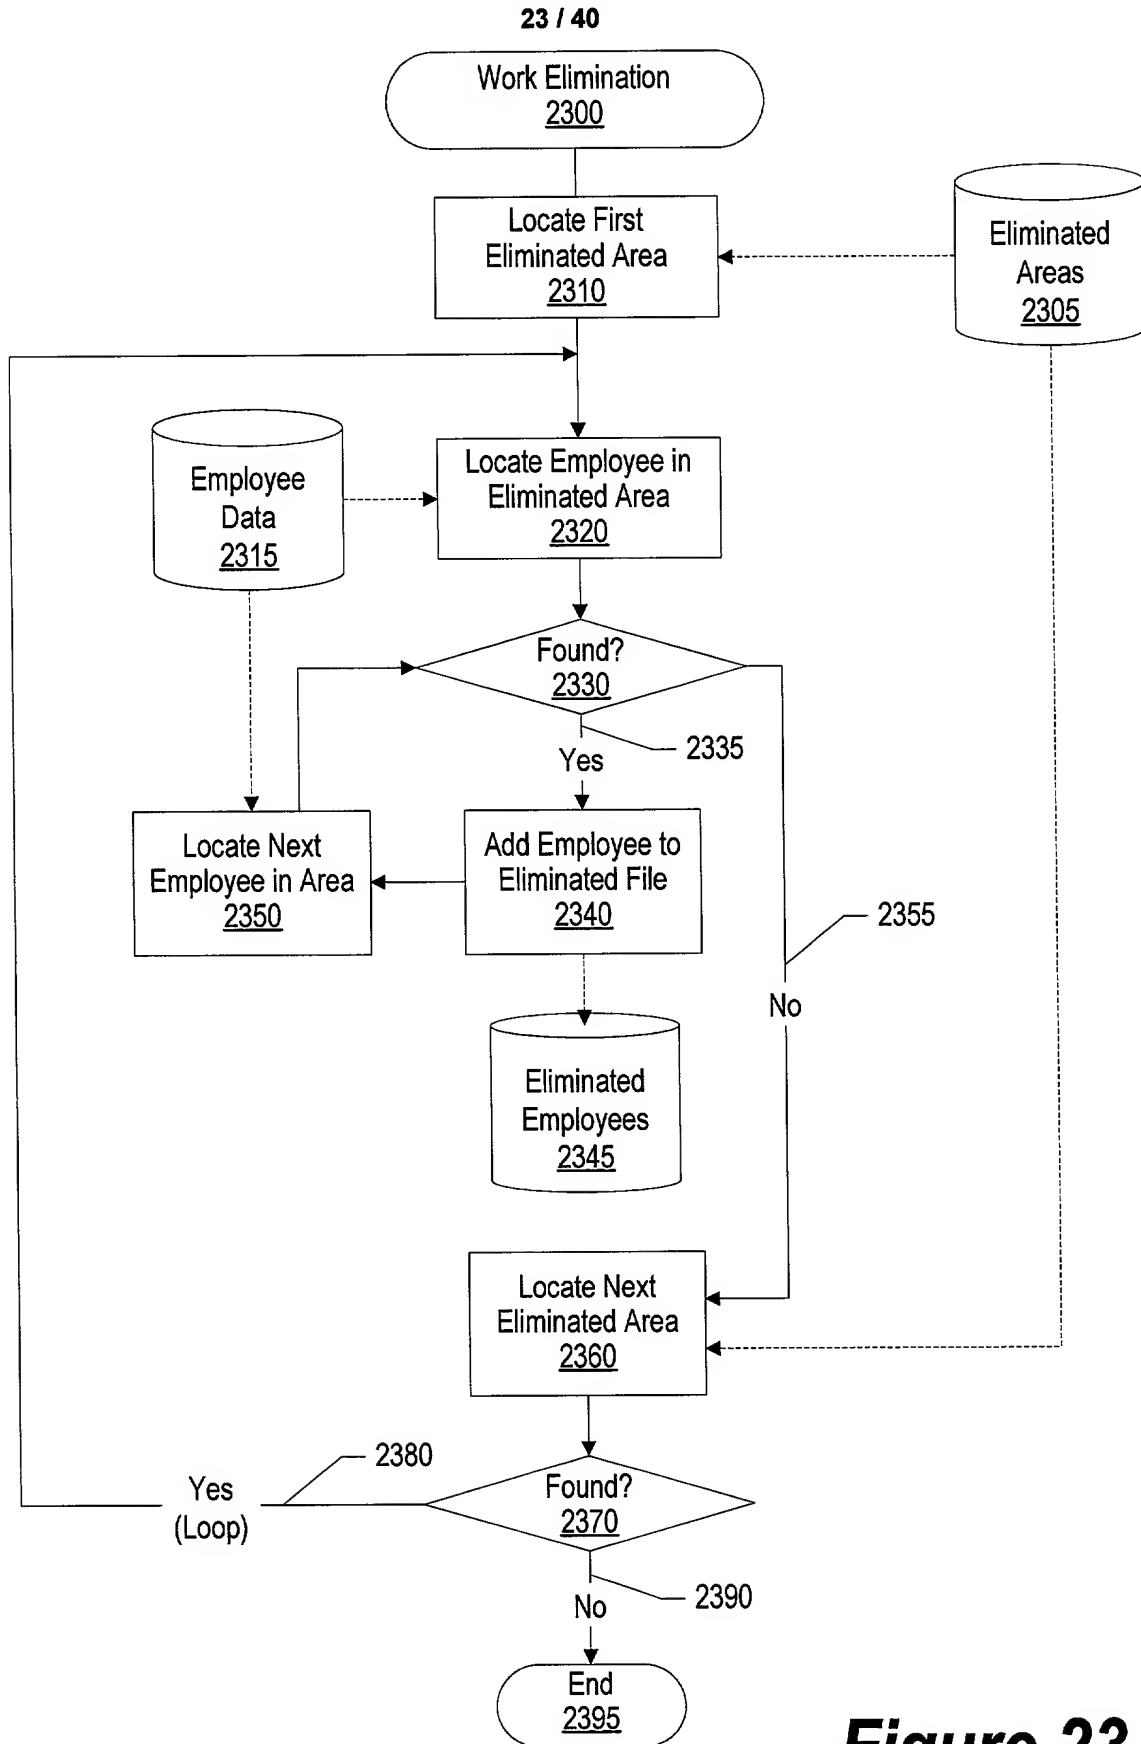 23 / 40
Work Elimination
2300
Locate First
Eliminated Area
2310
Eliminated
Areas
2305
Employee
Data
2315
Locate Employee in
Eliminated Area
2320
Found?
2330
2335
Yes
Locate Next
Employee in Area
2350
Add Employee to
Eliminated File
2340
2355
No
Eliminated
Employees
2345
Locate Next
Eliminated Area
2360
2380
Yes
(Loop)
Found?
2370
2390
No
End
2395
Figure 23